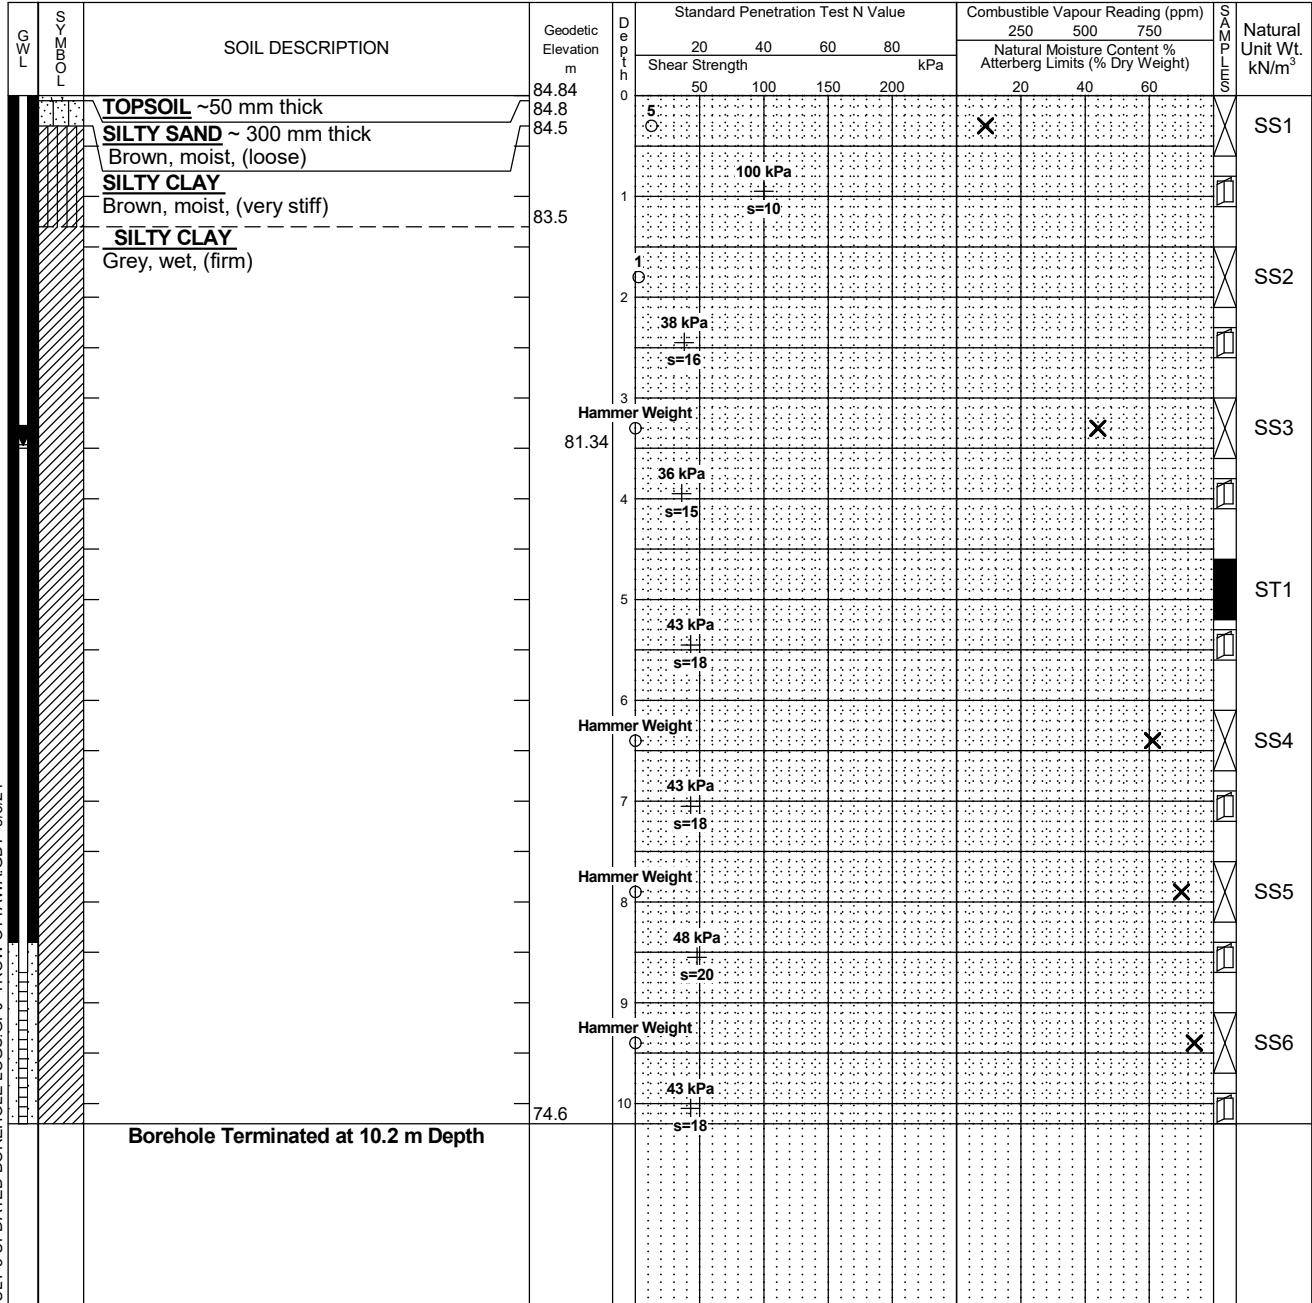 GWL
SYMBOL
SOIL DESCRIPTION
Geodetic
Elevation
m
Depth
Standard Penetration Test N Value
20 40 60 80
Shear Strength kPa
50 100 150 200
Combustible Vapour Reading (ppm)
250 500 750
Natural Moisture Content %
Atterberg Limits (% Dry Weight)
20 40 60
SAMPLES
Natural
Unit Wt.
kN/m³
84.84
0
TOPSOIL ~50 mm thick
84.8
5
SS1
SILTY SAND ~ 300 mm thick
84.5
Brown, moist, (loose)
SILTY CLAY
100 kPa
1
Brown, moist, (very stiff)
s=10
83.5
SILTY CLAY
Grey, wet, (firm)
1
SS2
2
38 kPa
s=16
3
Hammer Weight
SS3
81.34
36 kPa
4
s=15
ST1
5
43 kPa
s=18
6
Hammer Weight
SS4
43 kPa
7
s=18
Hammer Weight
SS5
8
48 kPa
s=20
9
Hammer Weight
SS6
43 kPa
10
74.6
s=18
Borehole Terminated at 10.2 m Depth